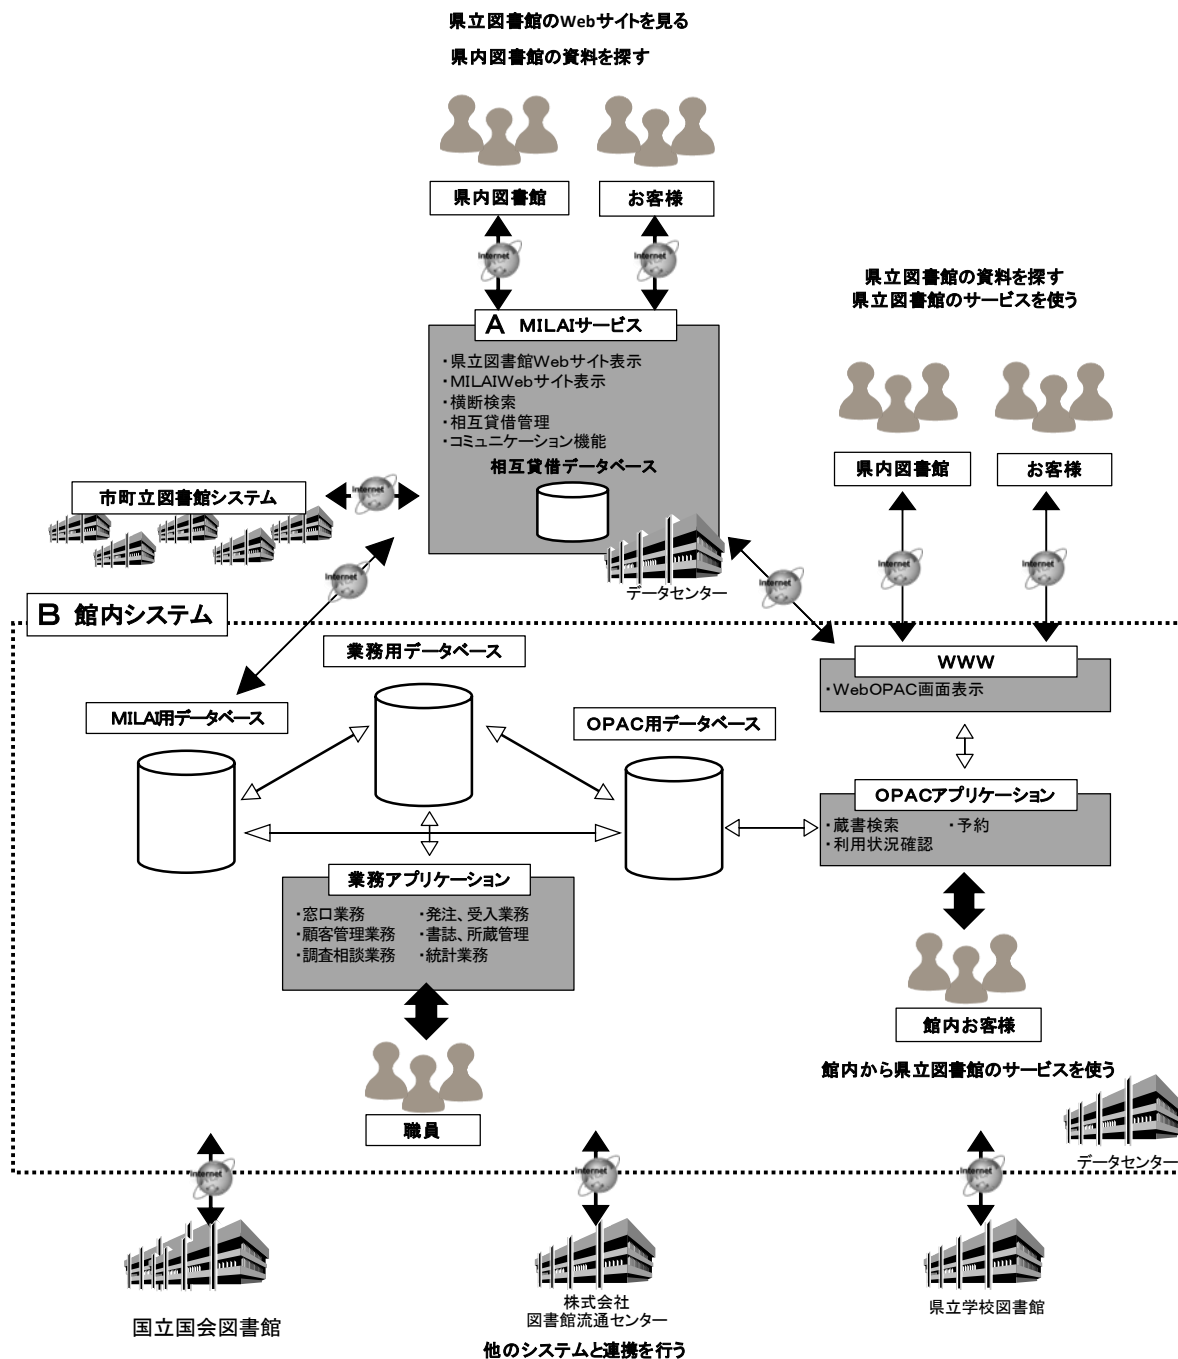 県立図書館のWebサイトを見る
県内図書館の資料を探す
県内図書館
お客様
Internet
Internet
県立図書館の資料を探す
県立図書館のサービスを使う
A MILAIサービス
・県立図書館Webサイト表示
・MILAIWebサイト表示
・横断検索
・相互貸借管理
・コミュニケーション機能
相互貸借データベース
データセンター
県内図書館
お客様
Internet
Internet
市町立図書館システム
Internet
Internet
Internet
B 館内システム
業務用データベース
MILAI用データベース
OPAC用データベース
WWW
・WebOPAC画面表示
OPACアプリケーション
・蔵書検索 ・予約
・利用状況確認
業務アプリケーション
・窓口業務 ・発注、受入業務
・顧客管理業務 ・書誌、所蔵管理
・調査相談業務 ・統計業務
館内お客様
館内から県立図書館のサービスを使う
職員
データセンター
Internet
Internet
Internet
国立国会図書館
株式会社
図書館流通センター
県立学校図書館
他のシステムと連携を行う